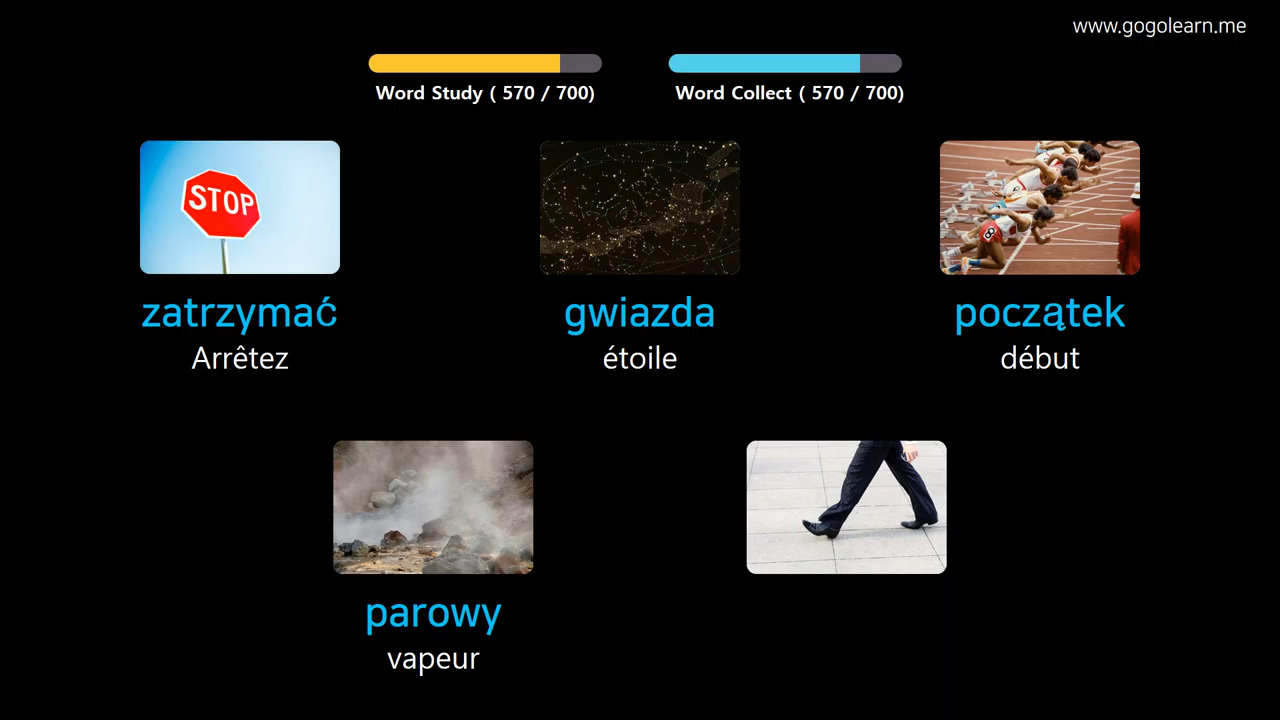 www.gogolearn.me
Word Study ( 570 / 700)
Word Collect ( 570 / 700)
STOP
zatrzymać
Arrêtez
gwiazda
étoile
8
początek
début
parowy
vapeur